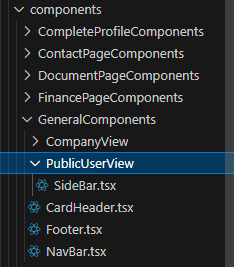 components
CompleteProfileComponents
ContactPageComponents
DocumentPageComponents
FinancePageComponents
GeneralComponents
CompanyView
PublicUserView
SideBar.tsx
CardHeader.tsx
Footer.tsx
NavBar.tsx